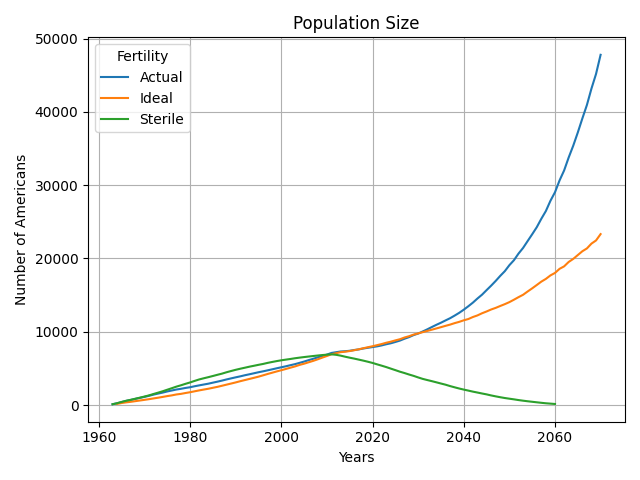 Population Size
Fertility
Actual
Ideal
Sterile
50000
40000
30000
20000
10000
0
Number of Americans
1960 1980 2000 2020 2040 2060
Years